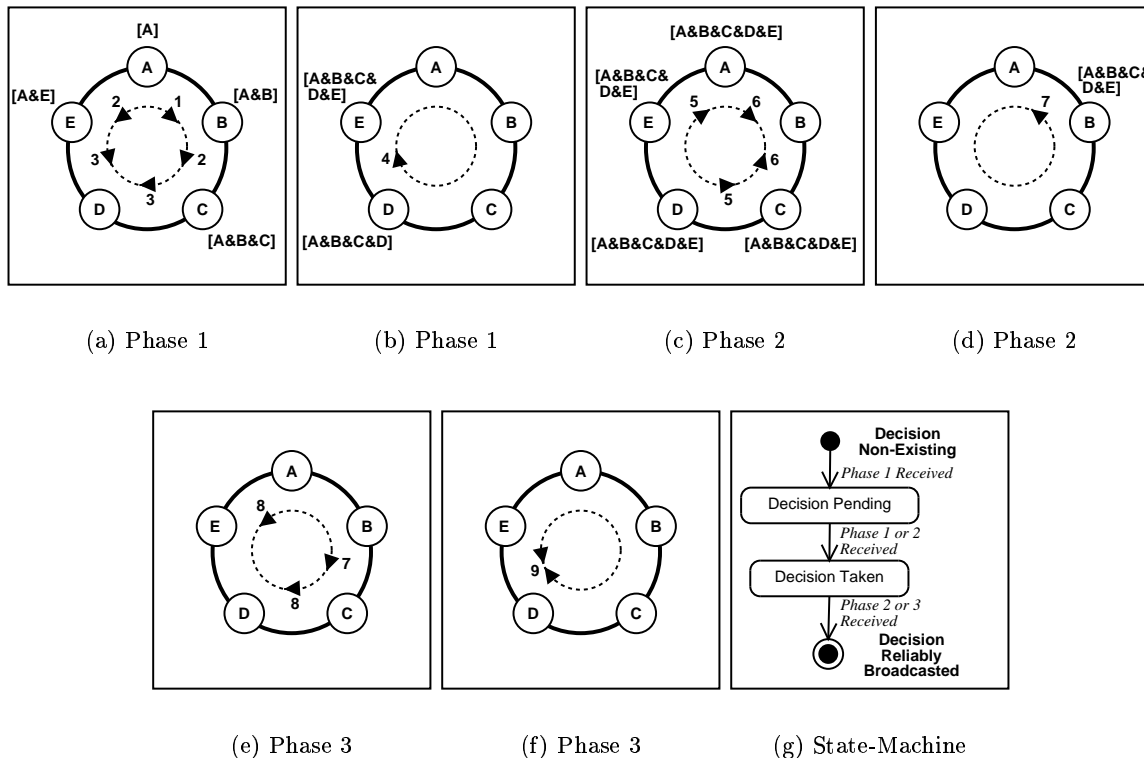 [A]
A
[A&E]
[A&B]
2
1
E
B
3
2
3
D
C
[A&B&C]
[A&B&C&
D&E]
A
E
B
4
D
C
[A&B&C&D]
[A&B&C&D&E]
[A&B&C&
D&E]
A
5
6
E
B
6
5
D
C
[A&B&C&D&E]
[A&B&C&D&E]
A
[A&B&C&
D&E]
7
E
B
D
C
(a) Phase 1
(b) Phase 1
(c) Phase 2
(d) Phase 2
A
8
E
B
7
8
D
C
A
E
B
9
D
C
Decision
Non-Existing
Phase 1 Received
Decision Pending
Phase 1 or 2
Received
Decision Taken
Phase 2 or 3
Received
Decision
Reliably
Broadcasted
(e) Phase 3
(f) Phase 3
(g) State-Machine